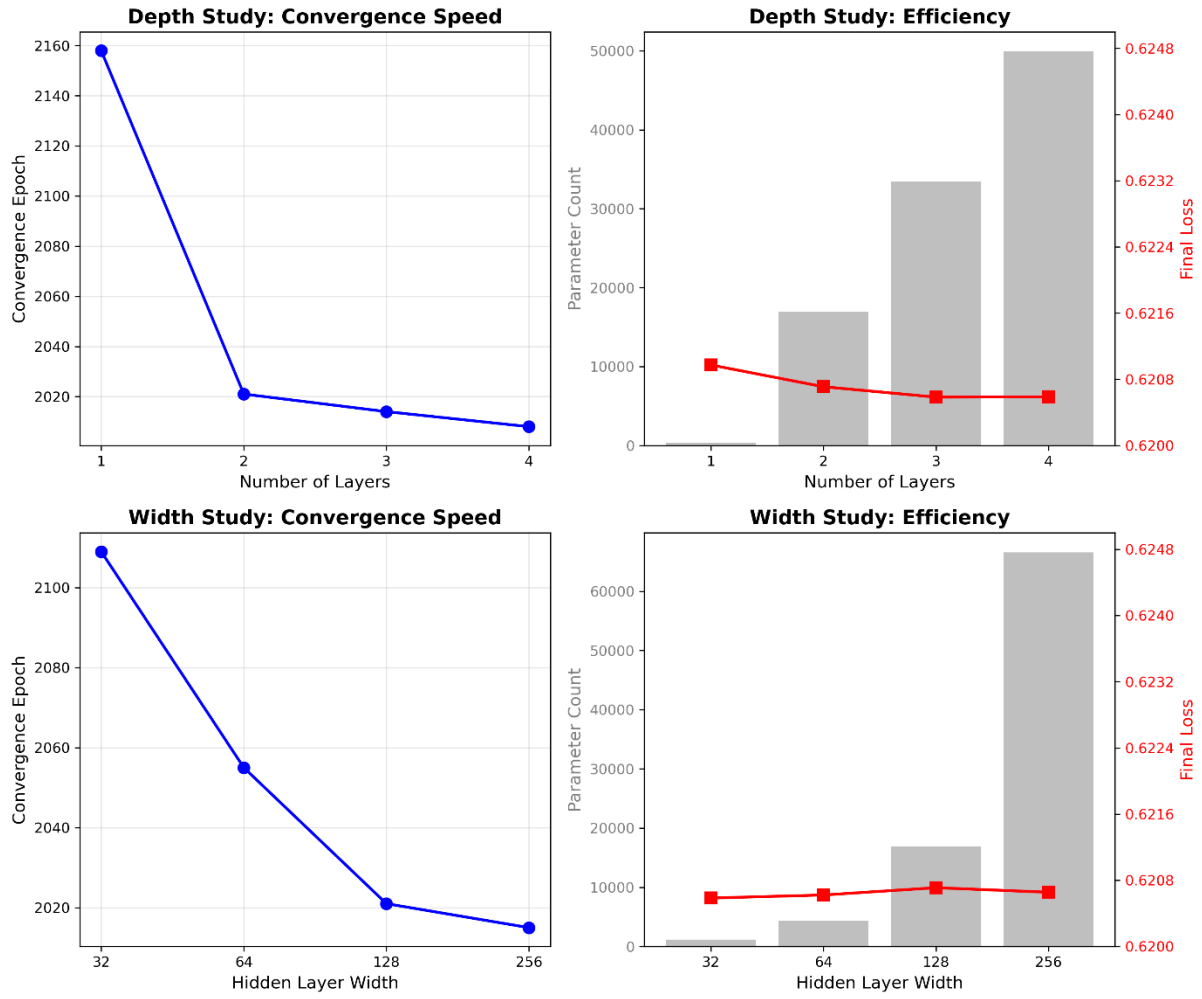 Depth Study: Convergence Speed
2160
2140
2120
2100
2080
2060
2040
2020
Convergence Epoch
1 2 3 4
Number of Layers
Depth Study: Efficiency
50000
40000
30000
20000
10000
0
Parameter Count
0.6248
0.6240
0.6232
0.6224
0.6216
0.6208
0.6200
Final Loss
1 2 3 4
Number of Layers
Width Study: Convergence Speed
2100
2080
2060
2040
2020
Convergence Epoch
32 64 128 256
Hidden Layer Width
Width Study: Efficiency
60000
50000
40000
30000
20000
10000
0
Parameter Count
0.6248
0.6240
0.6232
0.6224
0.6216
0.6208
0.6200
Final Loss
32 64 128 256
Hidden Layer Width